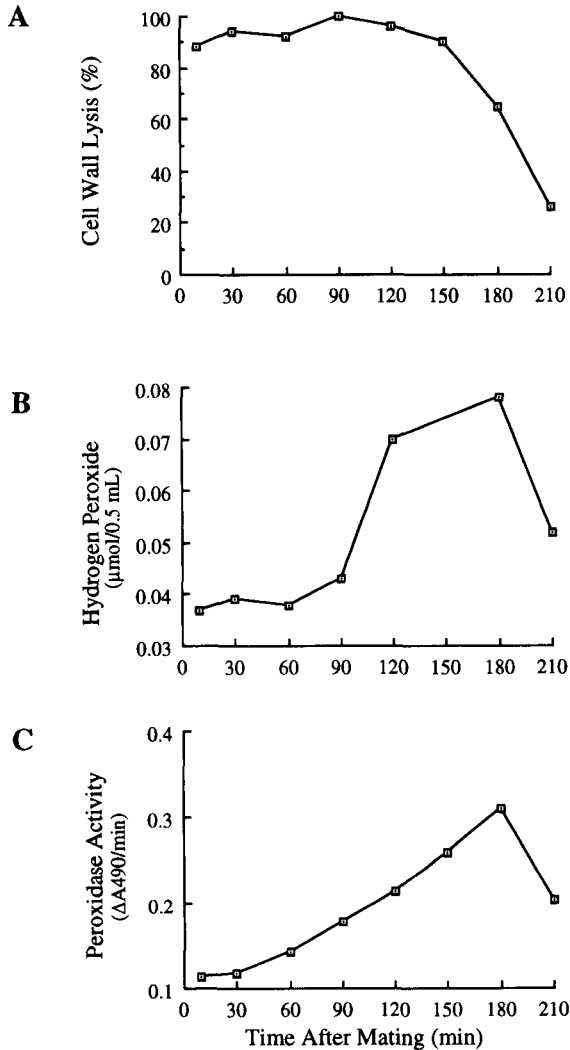 A
Cell Wall Lysis (%)
100
80
60
40
20
0
0 30 60 90 120 150 180 210
B
Hydrogen Peroxide
(μmol/0.5 mL)
0.08
0.07
0.06
0.05
0.04
0.03
0 30 60 90 120 150 180 210
C
Peroxidase Activity
(ΔA490/min)
0.4
0.3
0.2
0.1
0 30 60 90 120 150 180 210
Time After Mating (min)